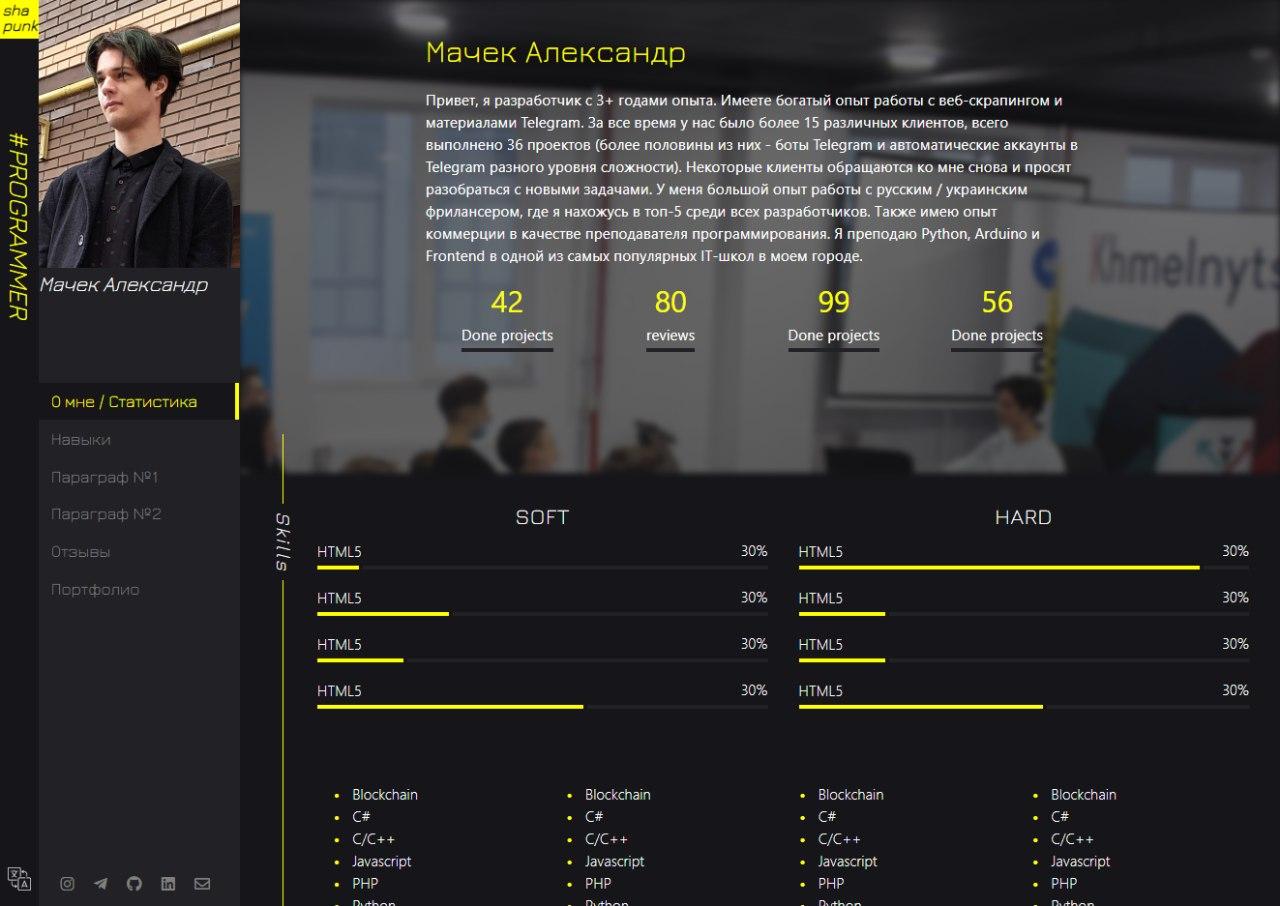 sha
punk
#PROGRAMMER
Мачек Александр
О мне / Статистика
Навыки
Параграф №1
Параграф №2
Отзывы
Портфолио
Мачек Александр
Привет, я разработчик с 3+ годами опыта. Имеете богатый опыт работы с веб-скрапингом и
материалами Telegram. За все время у нас было более 15 различных клиентов, всего
выполнено 36 проектов (более половины из них - боты Telegram и автоматические аккаунты в
Telegram разного уровня сложности). Некоторые клиенты обращаются ко мне снова и просят
разобраться с новыми задачами. У меня большой опыт работы с русским / украинским
фрилансером, где я нахожусь в топ-5 среди всех разработчиков. Также имею опыт
коммерции в качестве преподавателя программирования. Я преподаю Python, Arduino и
Frontend в одной из самых популярных IT-школ в моем городе.
42 80 99 56
Done projects reviews Done projects Done projects
Khmelnyts
Skills
SOFT HARD
HTML5 30% HTML5 30%
HTML5 30% HTML5 30%
HTML5 30% HTML5 30%
HTML5 30% HTML5 30%
• Blockchain • Blockchain • Blockchain • Blockchain
• C# • C# • C# • C#
• C/C++ • C/C++ • C/C++ • C/C++
• Javascript • Javascript • Javascript • Javascript
• PHP • PHP • PHP • PHP
• Python • Python • Python • Python